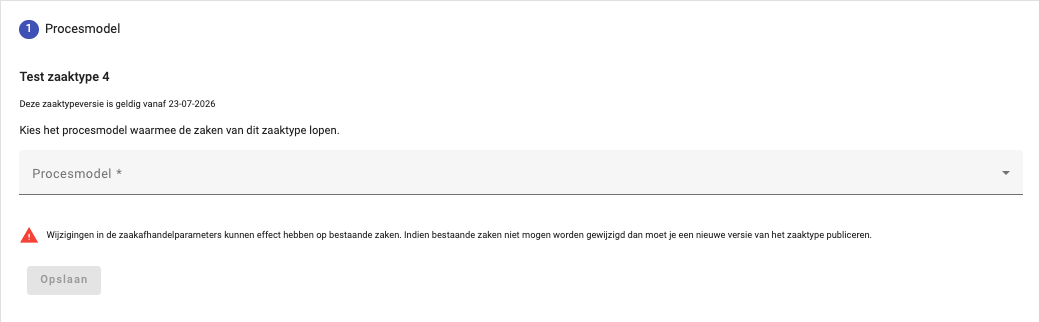 1 Procesmodel
Test zaaktype 4
Deze zaaktypeversie is geldig vanaf 23-07-2026
Kies het procesmodel waarmee de zaken van dit zaaktype lopen.
Procesmodel *
Wijzigingen in de zaakafhandelparameters kunnen effect hebben op bestaande zaken. Indien bestaande zaken niet mogen worden gewijzigd dan moet je een nieuwe versie van het zaaktype publiceren.
Opslaan